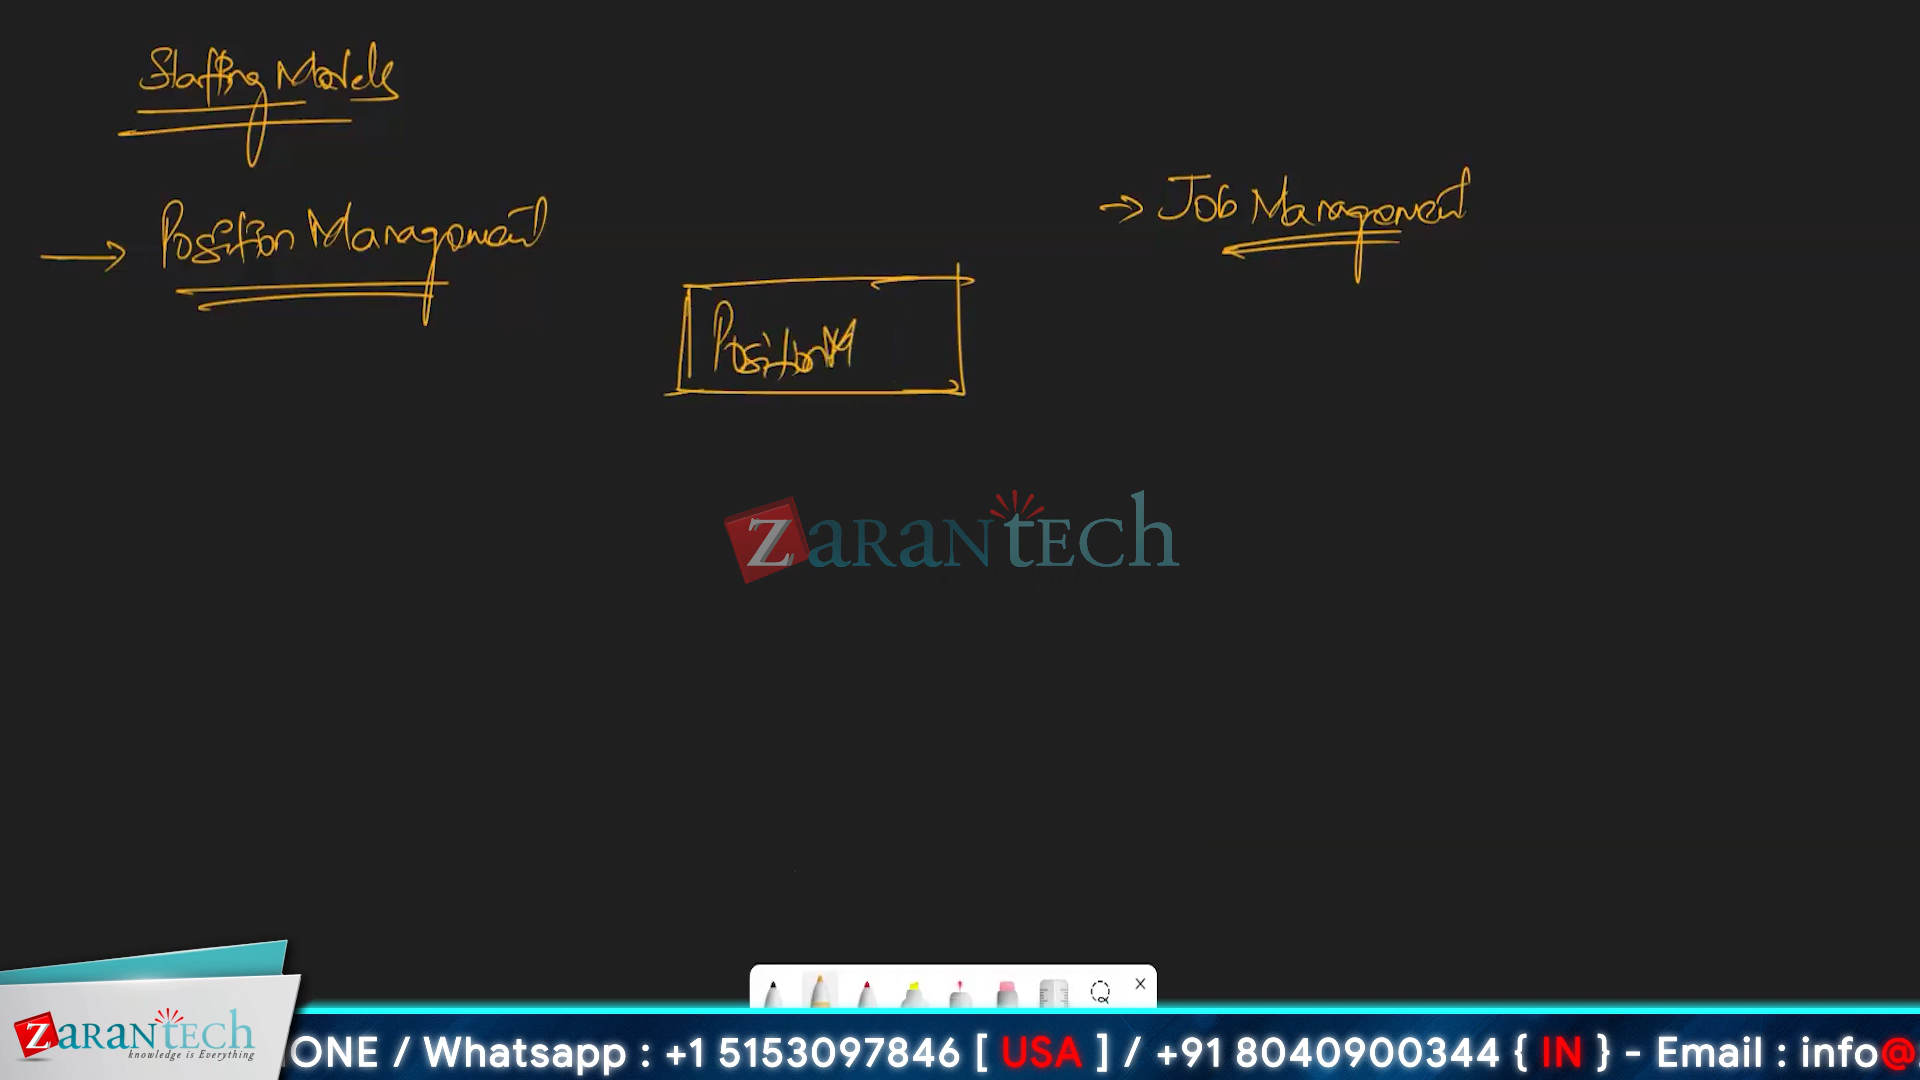 Staffing Models
→ Position Management
→ Job Management
Position
ZARANTECH
ZARANTECH
knowledge is Everything
ONE / Whatsapp : +1 5153097846 [ USA ] / +91 8040900344 { IN } - Email : info@